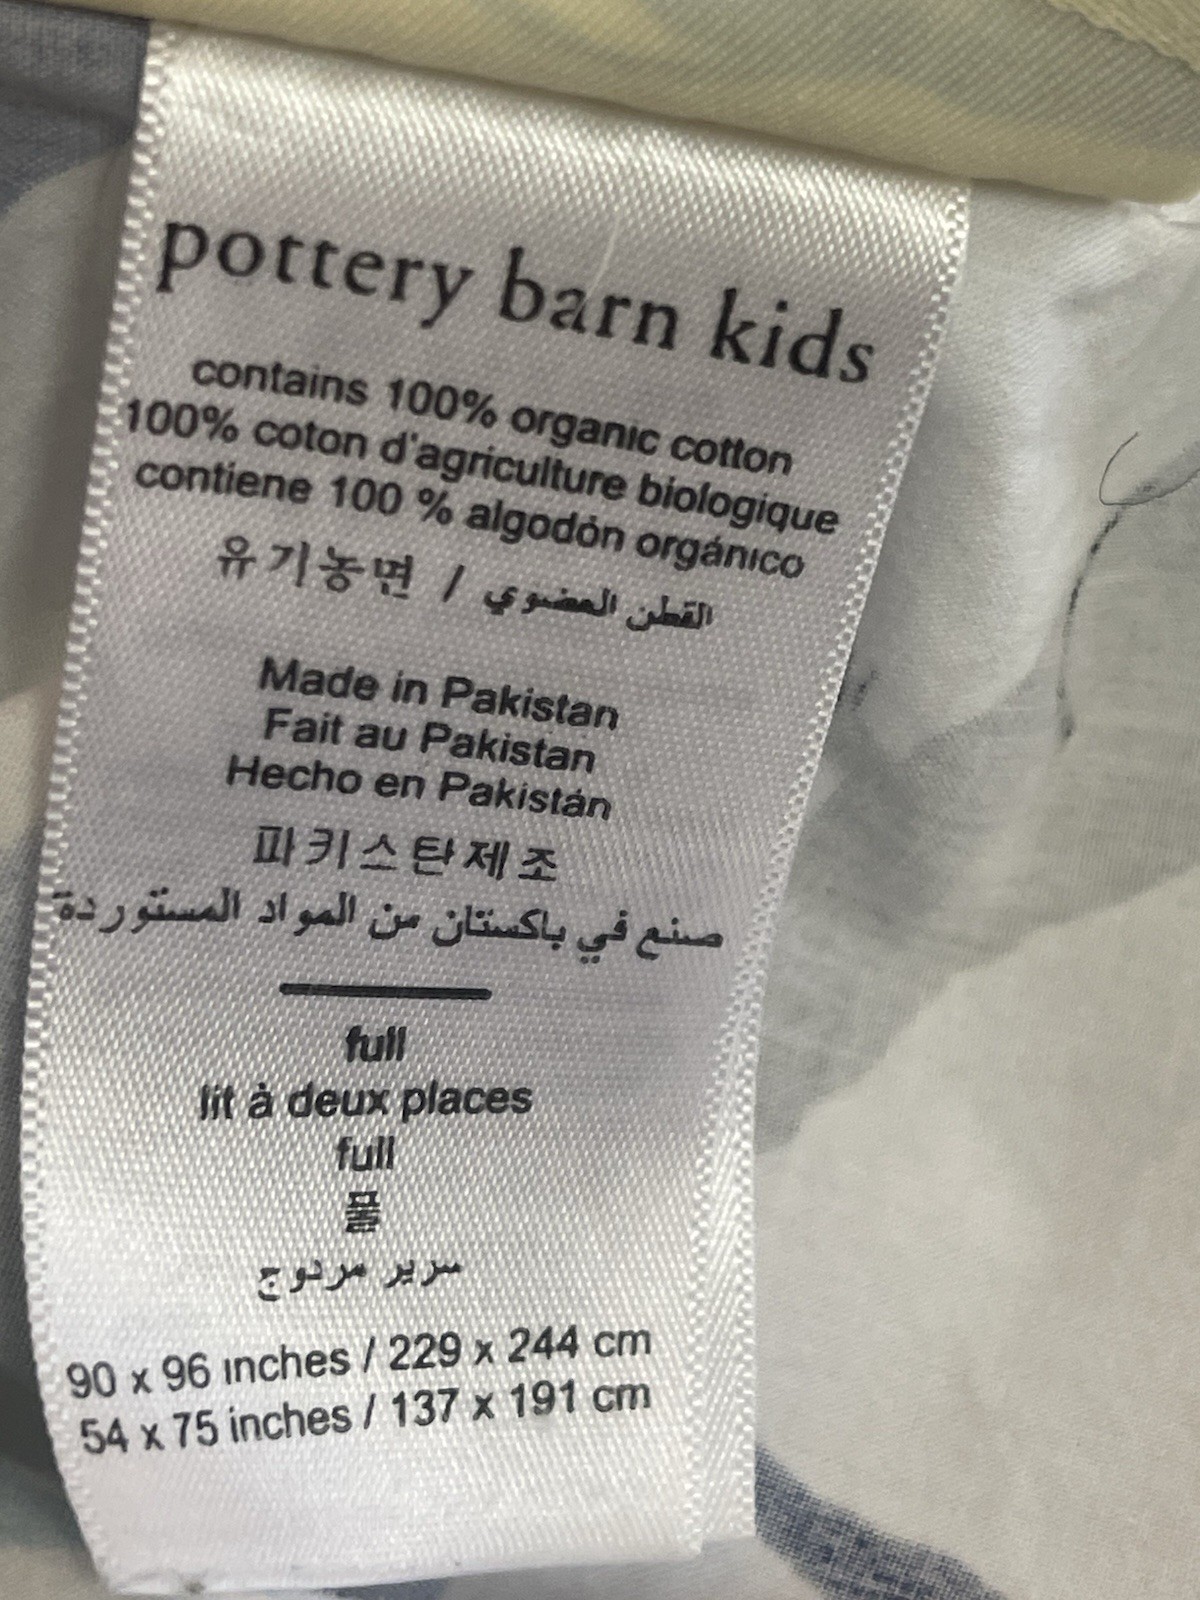 pottery barn kids
contains 100% organic cotton
100% coton d'agriculture biologique
contiene 100 % algodón orgánico
유기농면 / القطن العضوي
Made in Pakistan
Fait au Pakistan
Hecho en Pakistán
파키스탄제조
صنع في باكستان من المواد المستوردة
full
lit à deux places
full
풀
سرير مزدوج
90 x 96 inches / 229 x 244 cm
54 x 75 inches / 137 x 191 cm